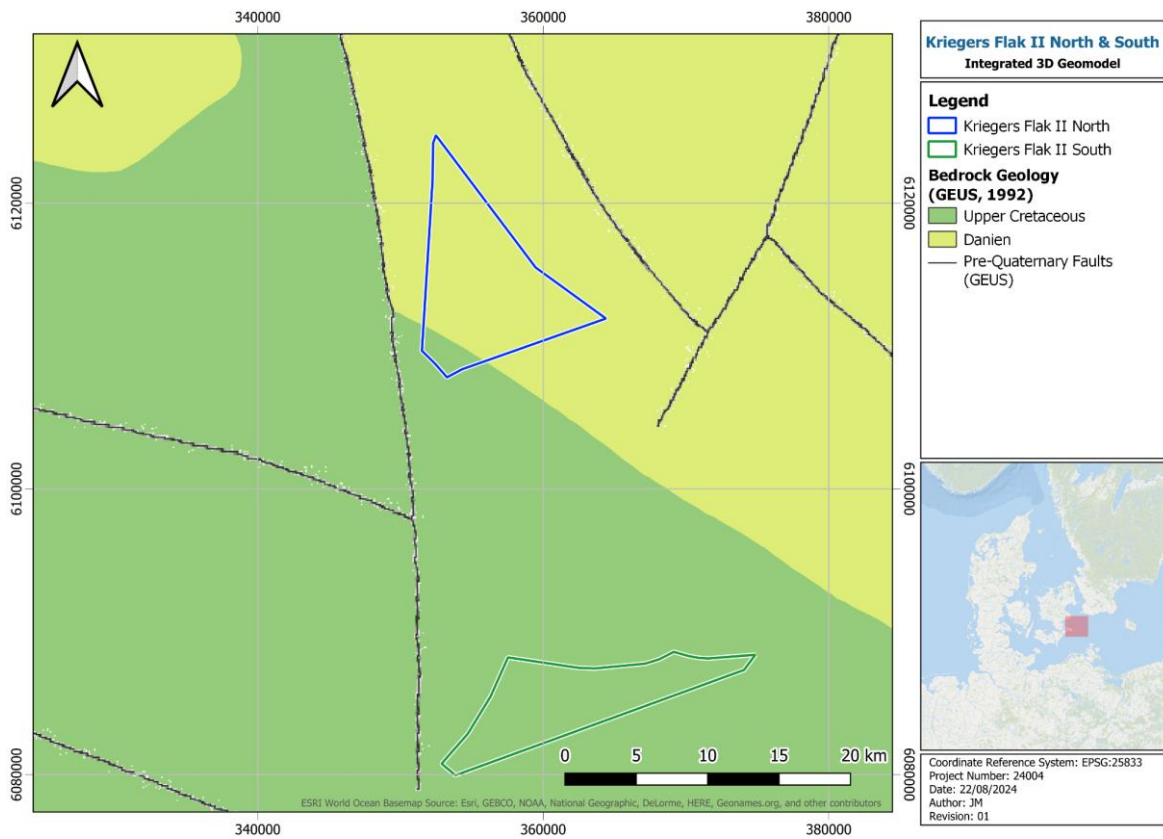 340000
360000
380000
6120000
6100000
6080000
6120000
6100000
6080000
0
5
10
15
20 km
ESRI World Ocean Basemap Source: Esri, GEBCO, NOAA, National Geographic, DeLorme, HERE, Geonames.org, and other contributors
340000
360000
380000
Kriegers Flak II North & South
Integrated 3D Geomodel
Legend
Kriegers Flak II North
Kriegers Flak II South
Bedrock Geology
(GEUS, 1992)
Upper Cretaceous
Danien
Pre-Quaternary Faults
(GEUS)
Coordinate Reference System: EPSG:25833
Project Number: 24004
Date: 22/08/2024
Author: JM
Revision: 01